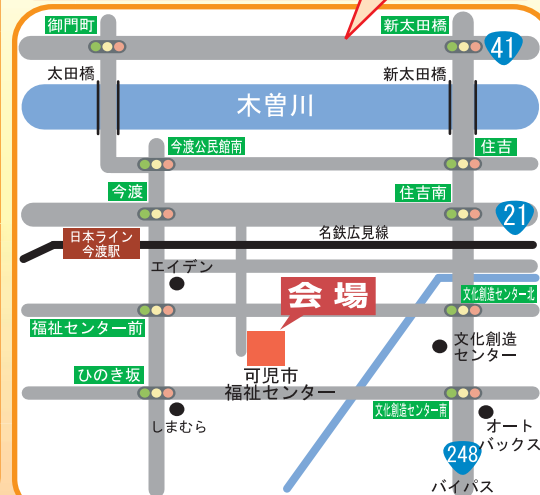 御門町
新太田橋
41
太田橋
新太田橋
木曽川
今渡公民館南
住吉
今渡
住吉南
21
日本ライン
今渡駅
名鉄広見線
エイデン
会場
文化創造センター北
福祉センター前
文化創造
センター
ひのき坂
可児市
福祉センター
文化創造センター南
しまむら
オート
バックス
248
バイパス